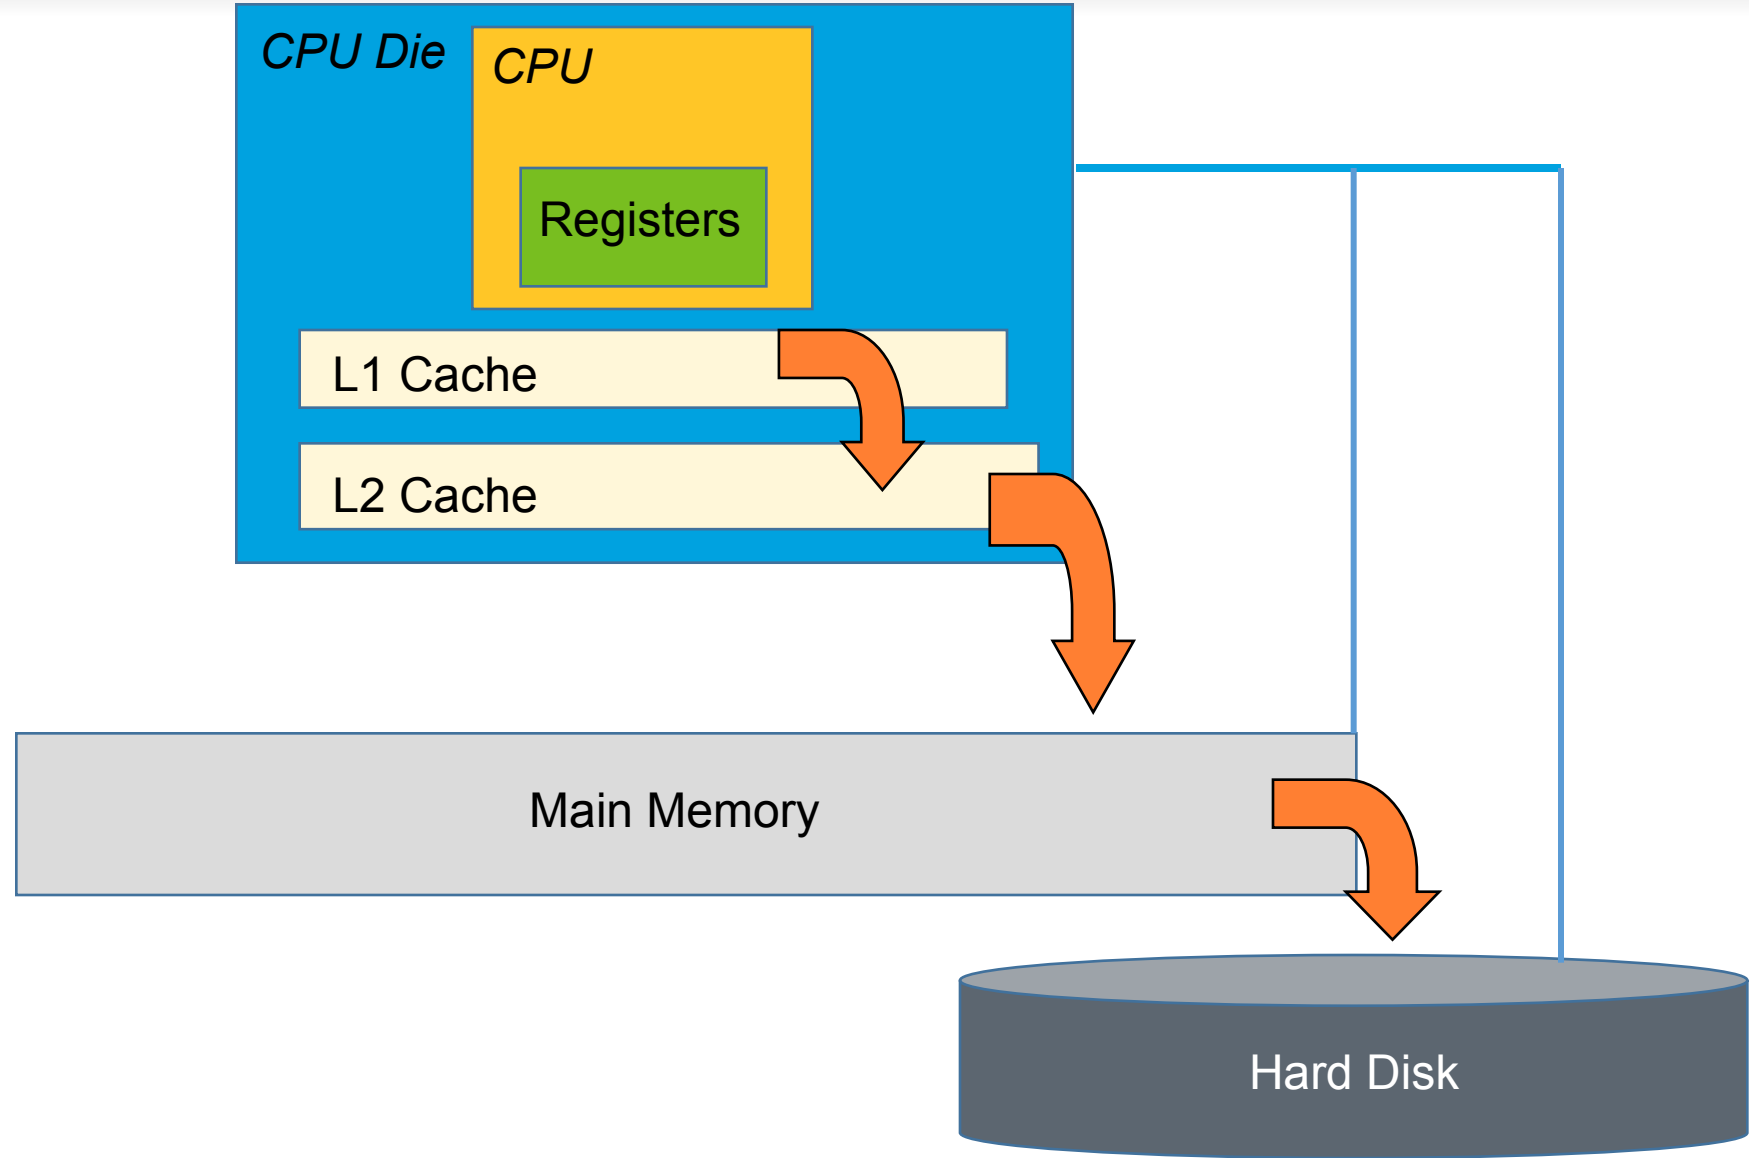 CPU Die
CPU
Registers
L1 Cache
L2 Cache
Main Memory
Hard Disk